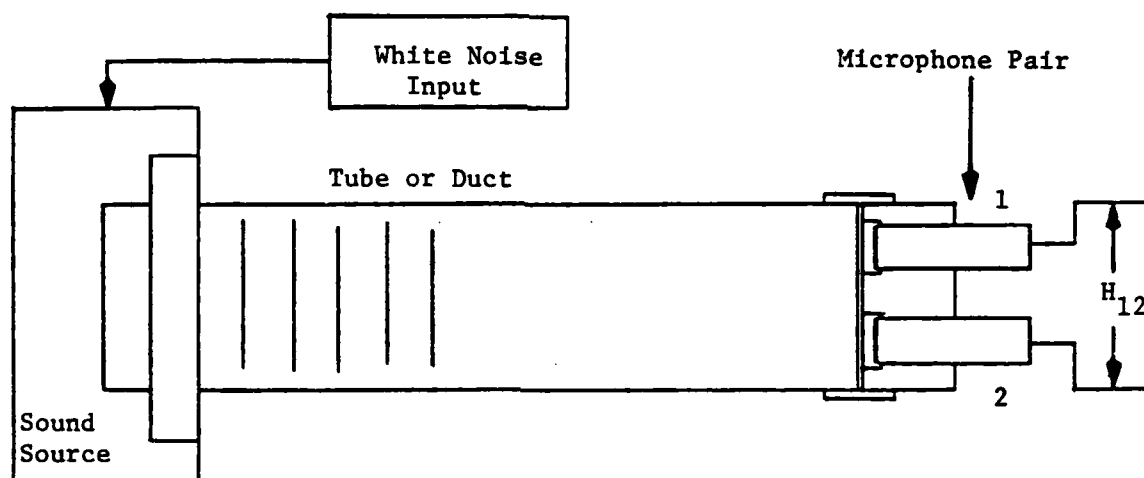 White Noise
Input
Microphone Pair
Tube or Duct
1
H12
2
Sound
Source